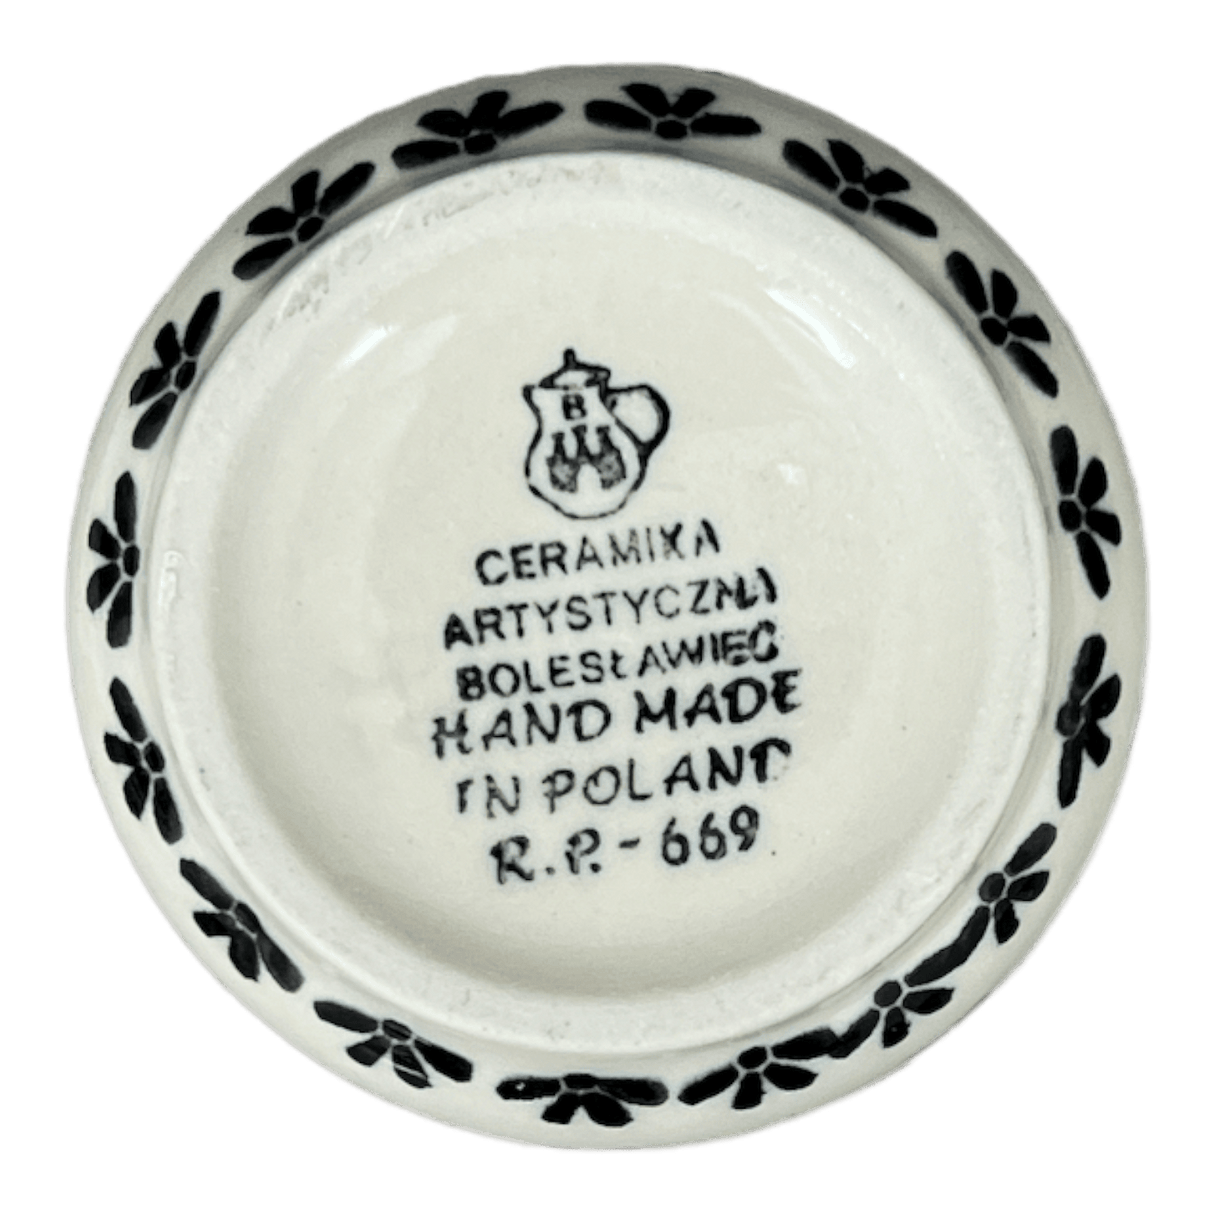 B
CERAMIKA
ARTYSTYCZNA
BOLESŁAWIEC
HAND MADE
IN POLAND
R.P.-669